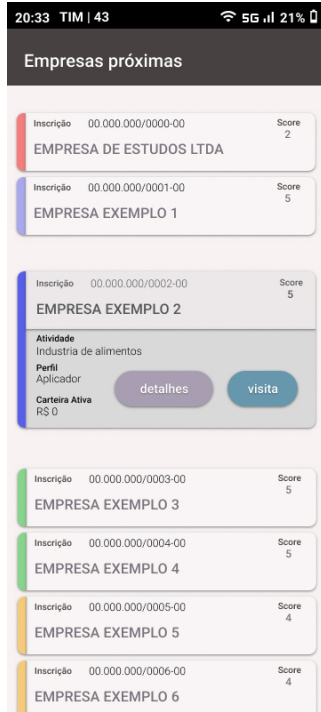 20:33 TIM | 43 5G 21%
Empresas próximas
Inscrição 00.000.000/0000-00 Score
2
EMPRESA DE ESTUDOS LTDA
Inscrição 00.000.000/0001-00 Score
5
EMPRESA EXEMPLO 1
Inscrição 00.000.000/0002-00 Score
5
EMPRESA EXEMPLO 2
Atividade
Industria de alimentos
Perfil
Aplicador
Carteira Ativa
R$ 0
detalhes visita
Inscrição 00.000.000/0003-00 Score
5
EMPRESA EXEMPLO 3
Inscrição 00.000.000/0004-00 Score
5
EMPRESA EXEMPLO 4
Inscrição 00.000.000/0005-00 Score
4
EMPRESA EXEMPLO 5
Inscrição 00.000.000/0006-00 Score
4
EMPRESA EXEMPLO 6